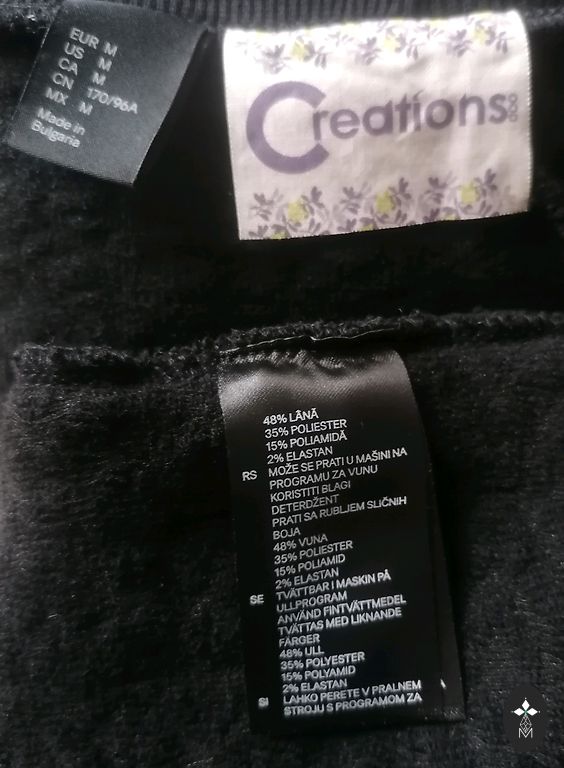 EUR M
US M
CA M
CN 170/96A
MX M
Made in
Bulgaria
Creations
48% LÂNĂ
35% POLIESTER
15% POLIAMIDĂ
2% ELASTAN
RS MOŽE SE PRATI U MAŠINI NA
PROGRAMU ZA VUNU
KORISTITI BLAGI
DETERDŽENT
PRATI SA RUBLJEM SLIČNIH
BOJA
48% VUNA
35% POLIESTER
15% POLIAMID
2% ELASTAN
SE TVÄTTBAR I MASKIN PÅ
ULLPROGRAM
ANVÄND FINTVÄTTMEDEL
TVÄTTAS MED LIKNANDE
FÄRGER
48% ULL
35% POLYESTER
15% POLYAMID
2% ELASTAN
SI LAHKO PERETE V PRALNEM
STROJU S PROGRAMOM ZA
M